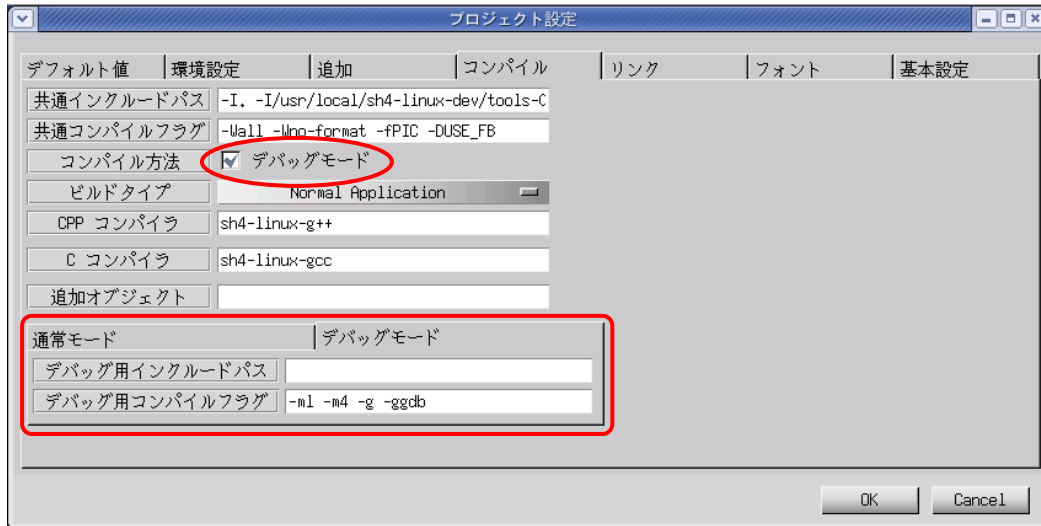 プロジェクト設定
デフォルト値 環境設定 追加 コンパイル リンク フォント 基本設定
共通インクルードパス -I. -I/usr/local/sh4-linux-dev/tools-C
共通コンパイルフラグ -Wall -Wno-format -fPIC -DUSE_FB
コンパイル方法 デバッグモード
ビルドタイプ Normal Application
CPP コンパイラ sh4-linux-g++
C コンパイラ sh4-linux-gcc
追加オブジェクト
通常モード デバッグモード
デバッグ用インクルードパス
デバッグ用コンパイルフラグ -ml -m4 -g -ggdb
OK Cancel